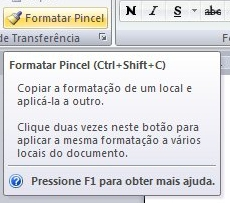 Formatar Pincel
N I S abc
de Transferência
Formatar Pincel (Ctrl+Shift+C)
Copiar a formatação de um local e
aplicá-la a outro.
Clique duas vezes neste botão para
aplicar a mesma formatação a vários
locais do documento.
Pressione F1 para obter mais ajuda.